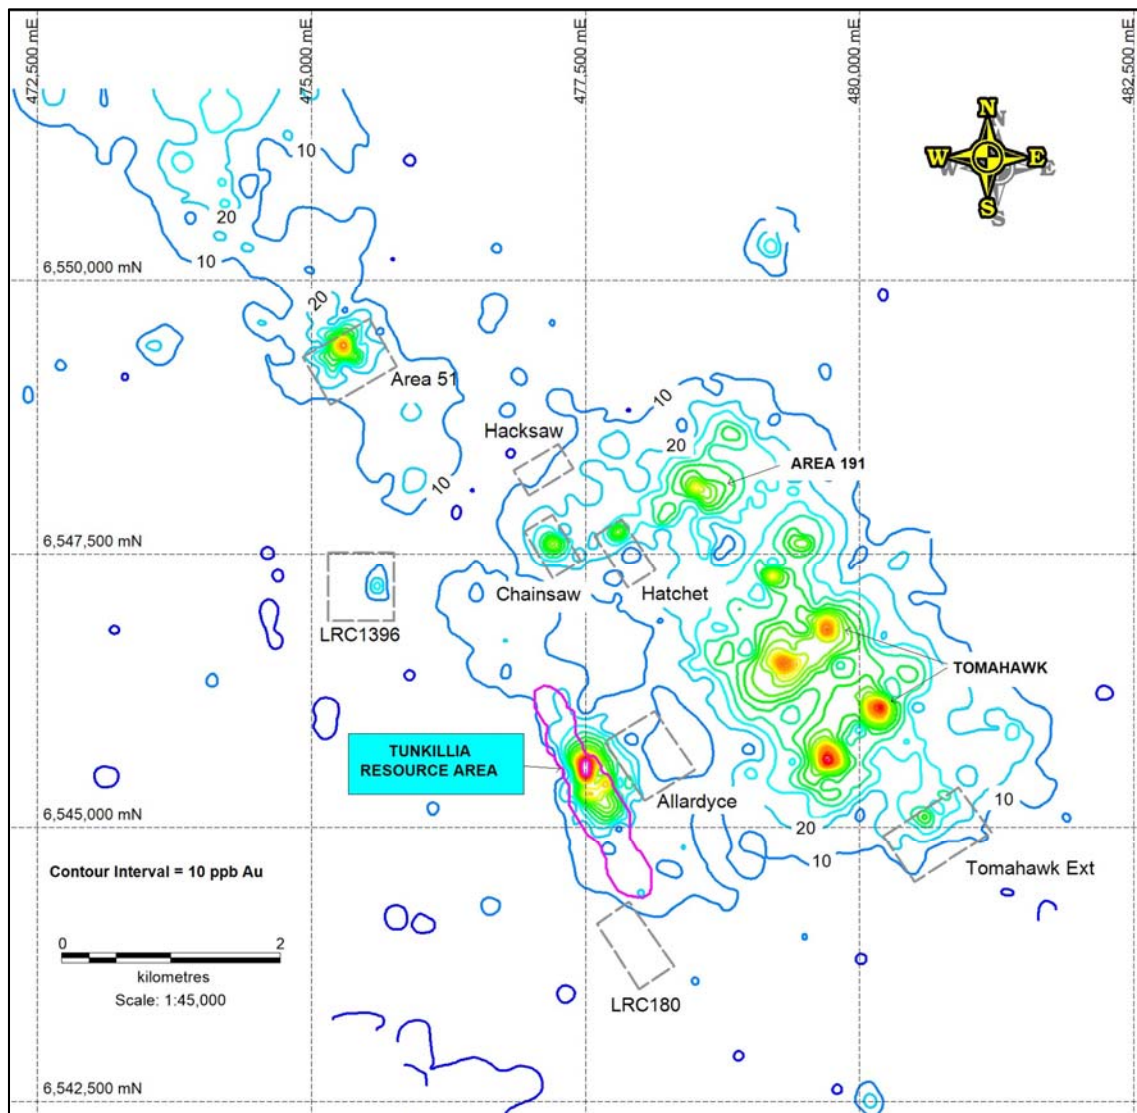 472,500 mE
475,000 mE
477,500 mE
480,000 mE
482,500 mE
N
N
W
E
W
E
S
S
10
20
10
6,550,000 mN
20
Area 51
10
10
Hacksaw
20
AREA 191
6,547,500 mN
Chainsaw
Hatchet
LRC1396
TOMAHAWK
TUNKILLIA
RESOURCE AREA
Allardyce
10
20
6,545,000 mN
10
Tomahawk Ext
Contour Interval = 10 ppb Au
0
2
kilometres
Scale: 1:45,000
LRC180
6,542,500 mN